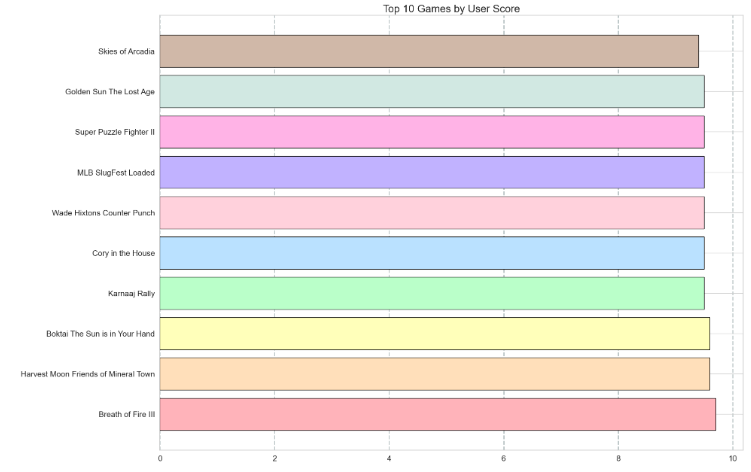 Top 10 Games by User Score
Skies of Arcadia
Golden Sun The Lost Age
Super Puzzle Fighter II
MLB SlugFest Loaded
Wade Hixtons Counter Punch
Cory in the House
Karnaaj Rally
Boktai The Sun is in Your Hand
Harvest Moon Friends of Mineral Town
Breath of Fire III
0 2 4 6 8 10